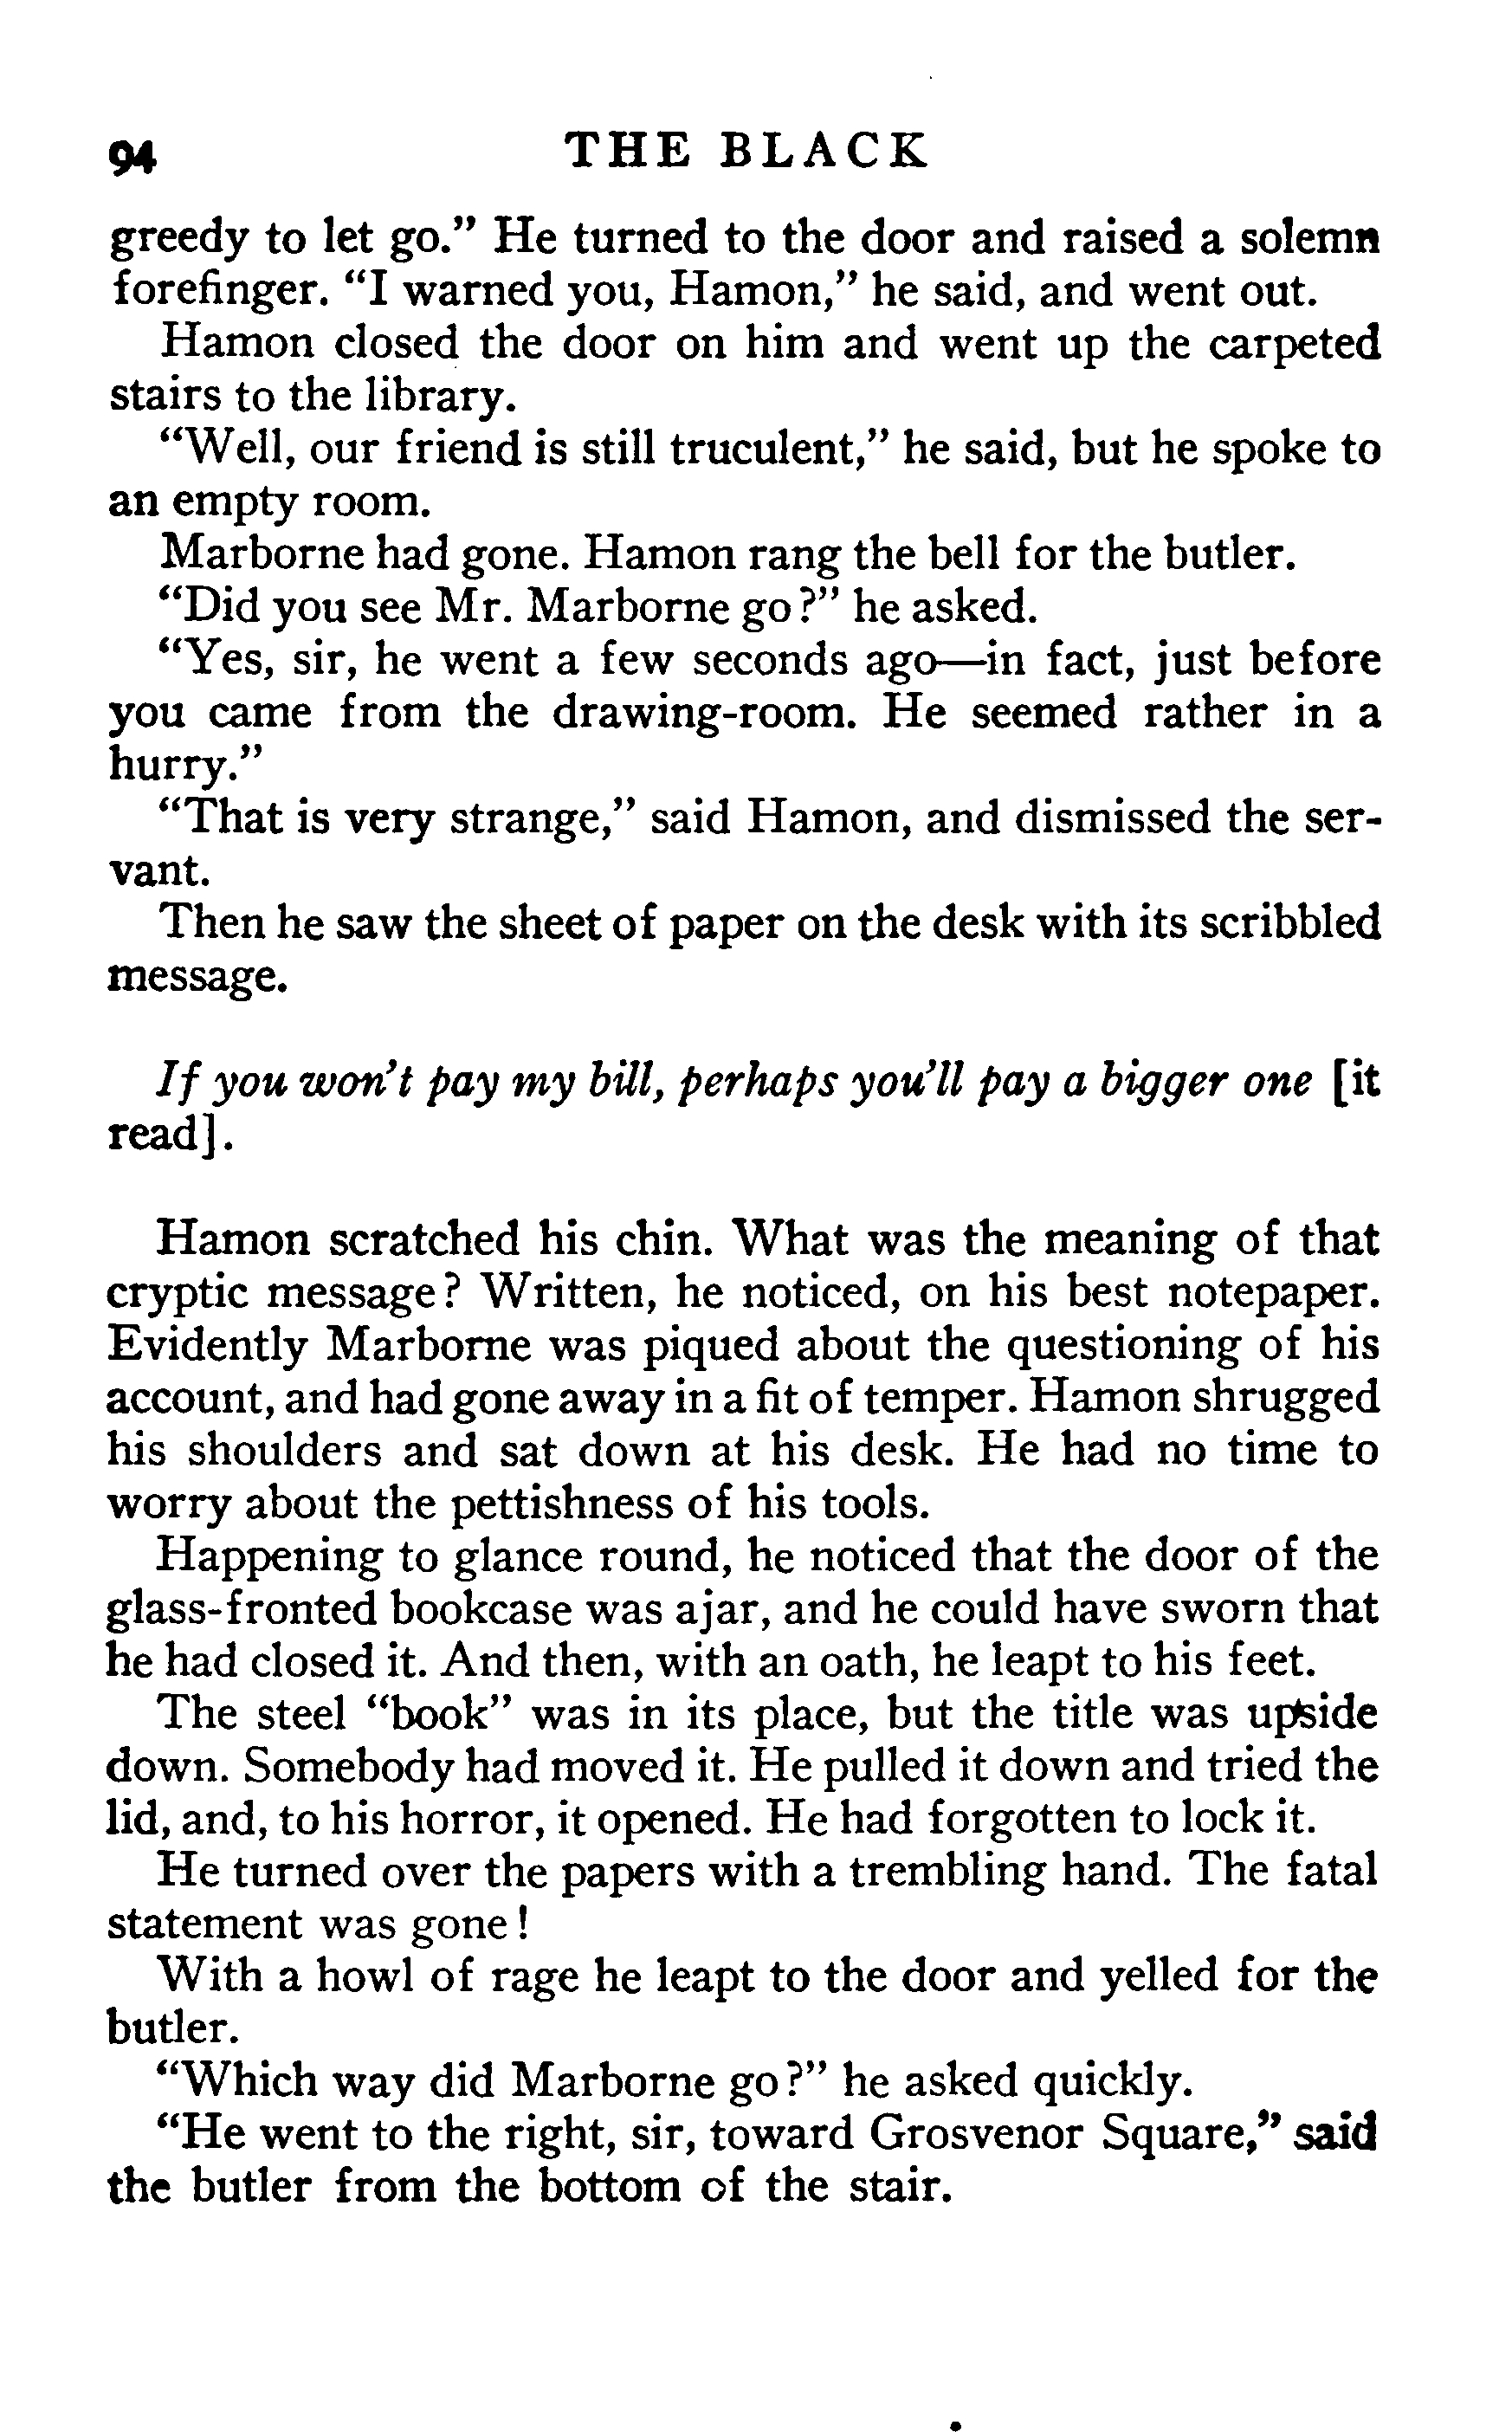 94 THE BLACK
greedy to let go.” He turned to the door and raised a solemn
forefinger. “I warned you, Hamon,” he said, and went out.
Hamon closed the door on him and went up the carpeted
stairs to the library.
“Well, our friend is still truculent,” he said, but he spoke to
an empty room.
Marborne had gone. Hamon rang the bell for the butler.
“Did you see Mr. Marborne go?” he asked.
“Yes, sir, he went a few seconds ago—in fact, just before
you came from the drawing-room. He seemed rather in a
hurry.”
“That is very strange,” said Hamon, and dismissed the ser-
vant.
Then he saw the sheet of paper on the desk with its scribbled
message.
If you won’t pay my bill, perhaps you’ll pay a bigger one [it
read].
Hamon scratched his chin. What was the meaning of that
cryptic message? Written, he noticed, on his best notepaper.
Evidently Marborne was piqued about the questioning of his
account, and had gone away in a fit of temper. Hamon shrugged
his shoulders and sat down at his desk. He had no time to
worry about the pettishness of his tools.
Happening to glance round, he noticed that the door of the
glass-fronted bookcase was ajar, and he could have sworn that
he had closed it. And then, with an oath, he leapt to his feet.
The steel “book” was in its place, but the title was upside
down. Somebody had moved it. He pulled it down and tried the
lid, and, to his horror, it opened. He had forgotten to lock it.
He turned over the papers with a trembling hand. The fatal
statement was gone!
With a howl of rage he leapt to the door and yelled for the
butler.
“Which way did Marborne go?” he asked quickly.
“He went to the right, sir, toward Grosvenor Square,” said
the butler from the bottom of the stair.